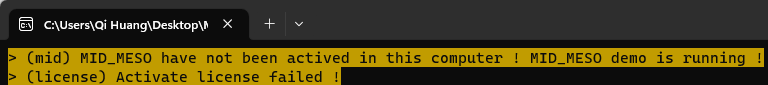 C:\Users\Qi Huang\Desktop\
> (mid) MID_MESO have not been actived in this computer ! MID_MESO demo is running !
> (license) Activate license failed !